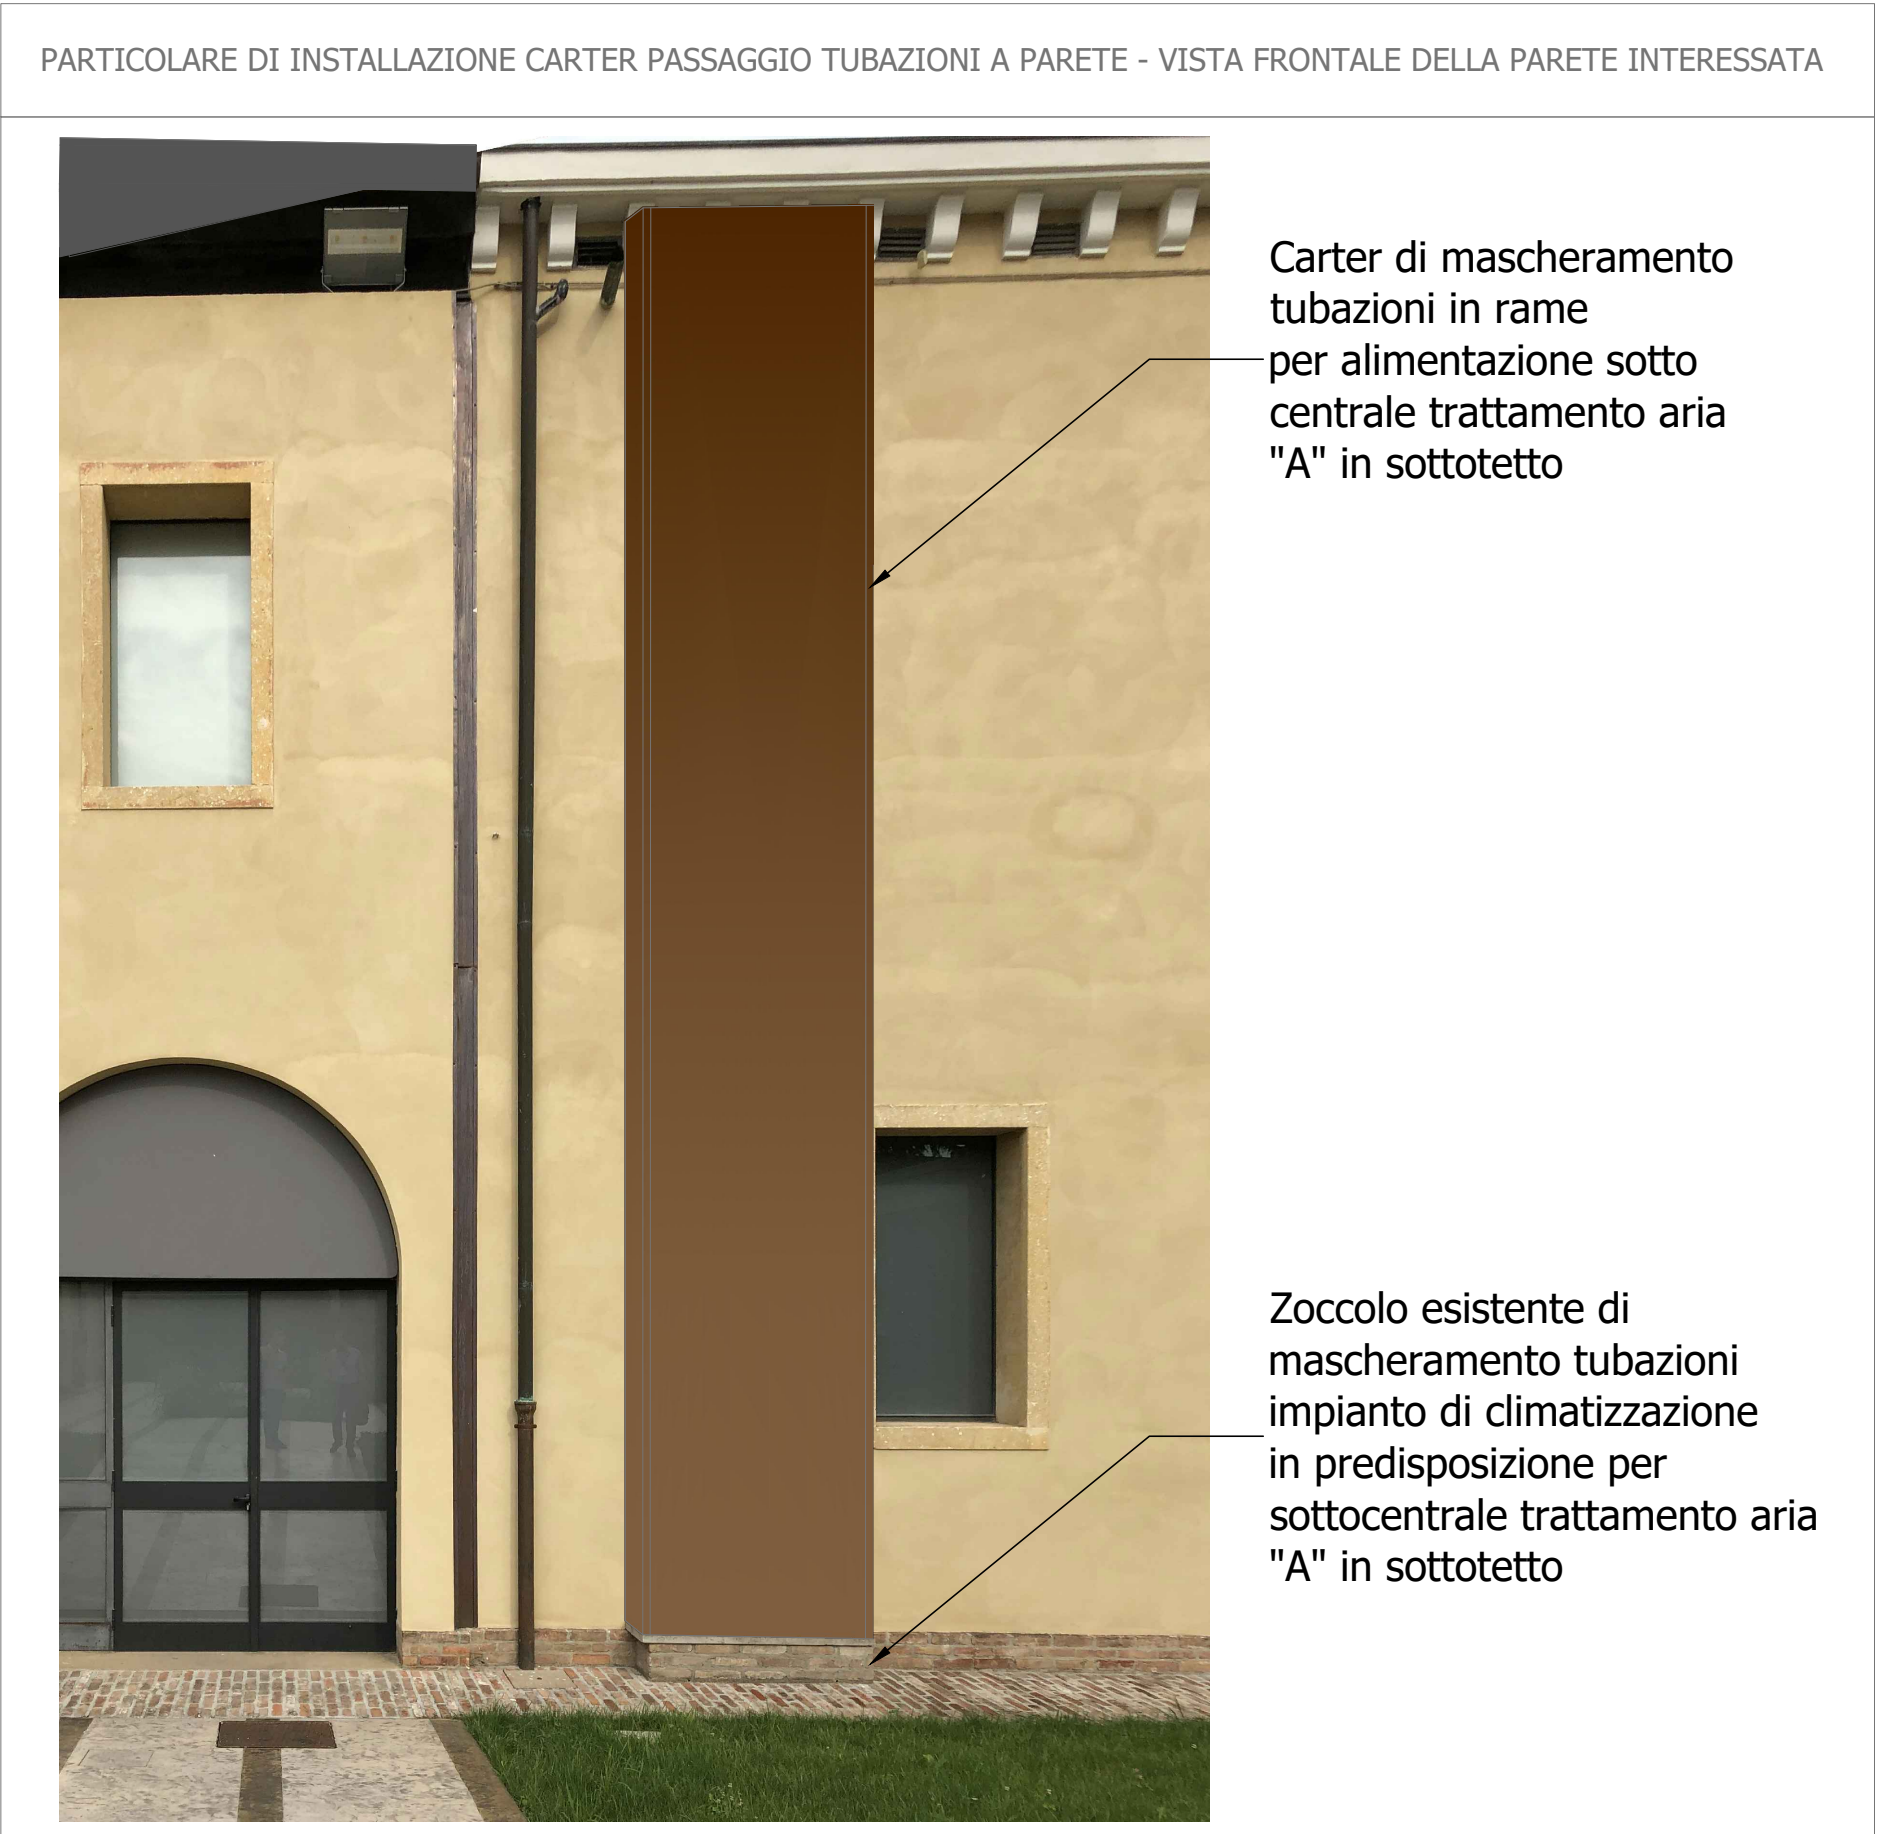 PARTICOLARE DI INSTALLAZIONE CARTER PASSAGGIO TUBAZIONI A PARETE - VISTA FRONTALE DELLA PARETE INTERESSATA
Carter di mascheramento
tubazioni in rame
per alimentazione sotto
centrale trattamento aria
"A" in sottotetto
Zoccolo esistente di
mascheramento tubazioni
impianto di climatizzazione
in predisposizione per
sottocentrale trattamento aria
"A" in sottotetto